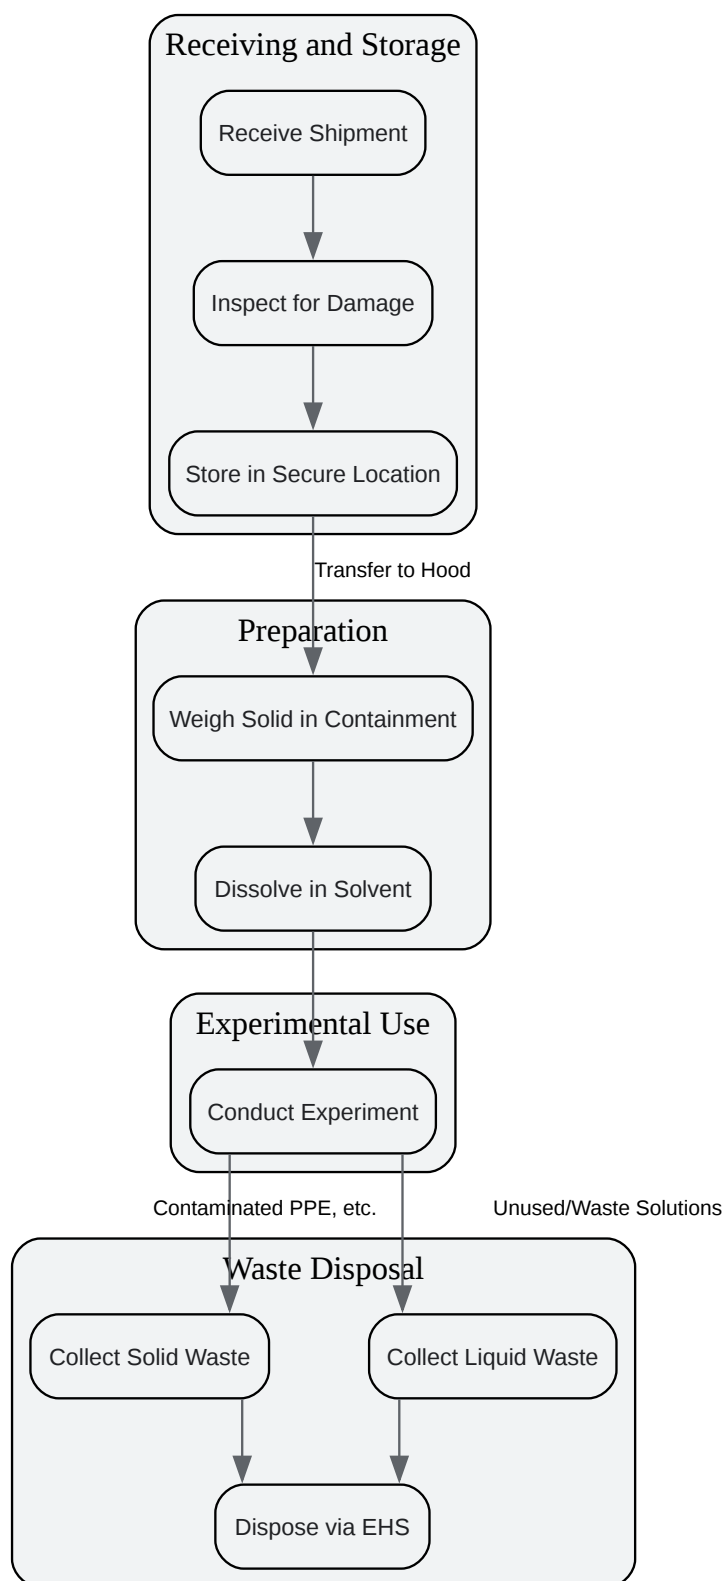 Receiving and Storage
Receive Shipment
Inspect for Damage
Store in Secure Location
Transfer to Hood
Preparation
Weigh Solid in Containment
Dissolve in Solvent
Experimental Use
Conduct Experiment
Contaminated PPE, etc.
Unused/Waste Solutions
Waste Disposal
Collect Solid Waste
Collect Liquid Waste
Dispose via EHS